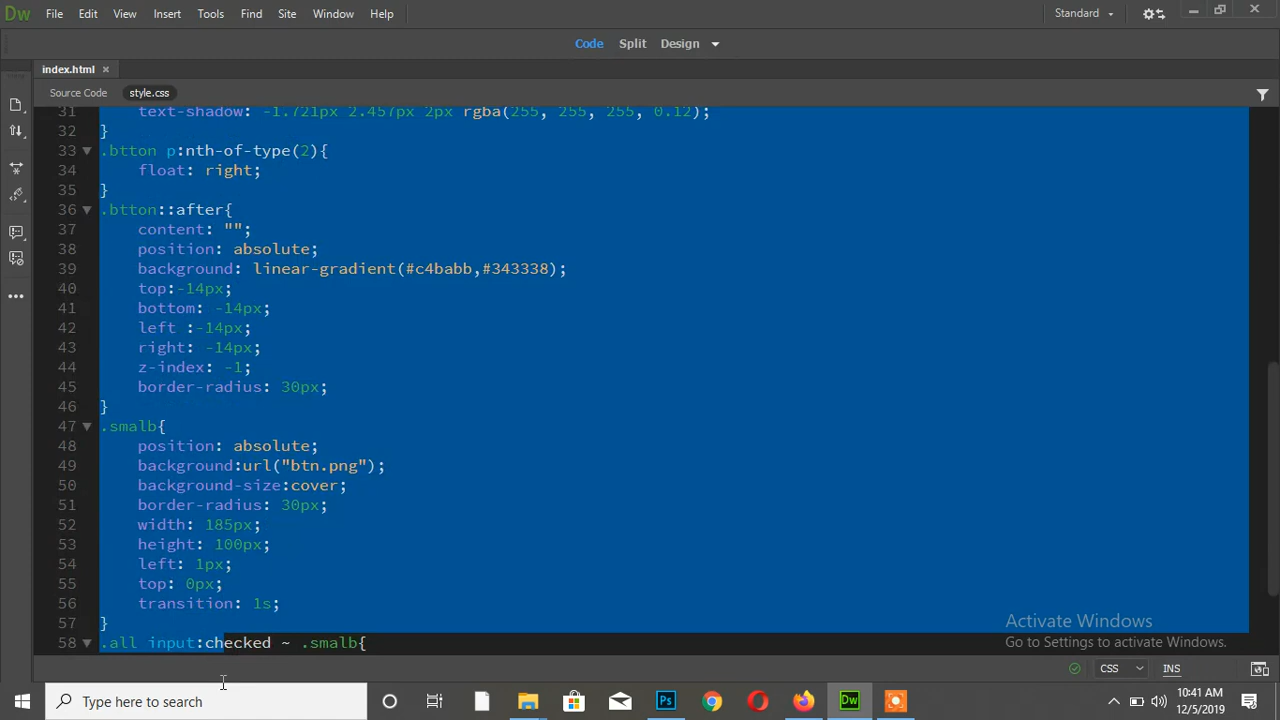 Dw File Edit View Insert Tools Find Site Window Help Standard
Code Split Design
index.html ×
Source Code style.css
31 text-shadow: -1.721px 2.457px 2px rgba(255, 255, 255, 0.12);
32 }
33 .btton p:nth-of-type(2){
34 float: right;
35 }
36 .btton::after{
37 content: "";
38 position: absolute;
39 background: linear-gradient(#c4babb,#343338);
40 top:-14px;
41 bottom: -14px;
42 left :-14px;
43 right: -14px;
44 z-index: -1;
45 border-radius: 30px;
46 }
47 .smalb{
48 position: absolute;
49 background:url("btn.png");
50 background-size:cover;
51 border-radius: 30px;
52 width: 185px;
53 height: 100px;
54 left: 1px;
55 top: 0px;
56 transition: 1s;
57 }
58 .all input:checked ~ .smalb{
Activate Windows
Go to Settings to activate Windows.
CSS INS
Type here to search
Ps
Dw
10:41 AM
12/5/2019